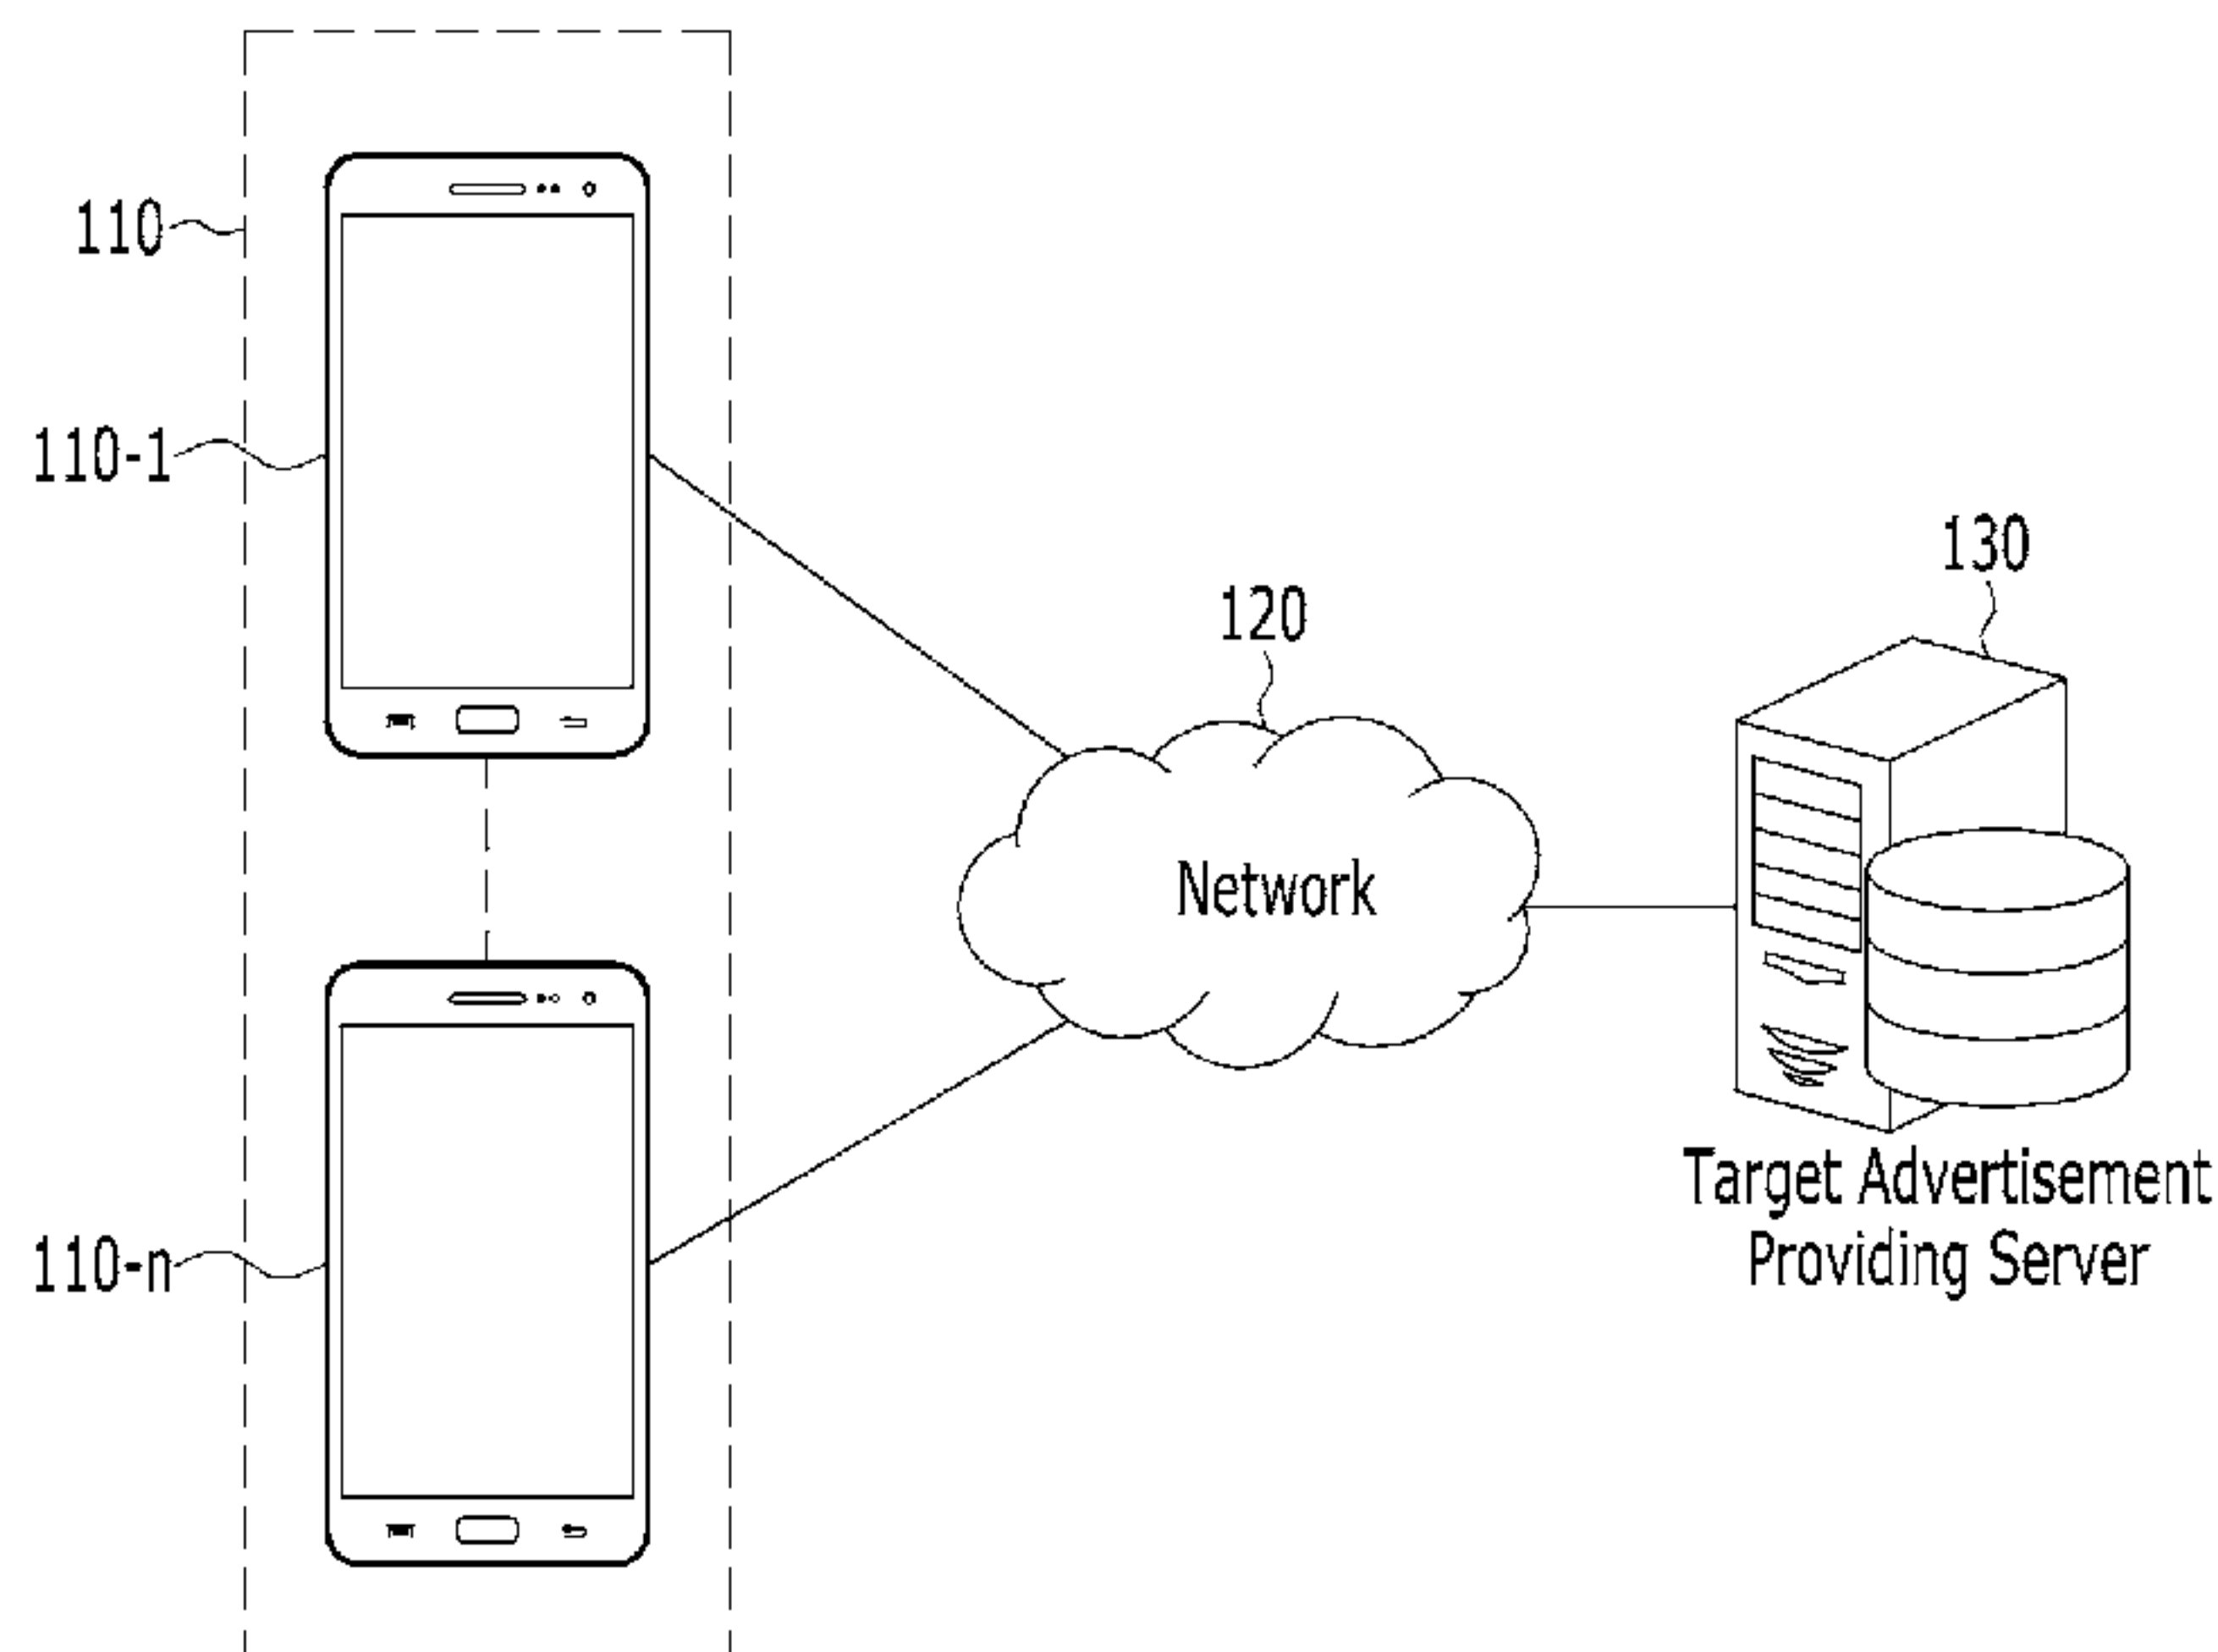 110
110-1
130
120
Network
Target Advertisement
Providing Server
110-n